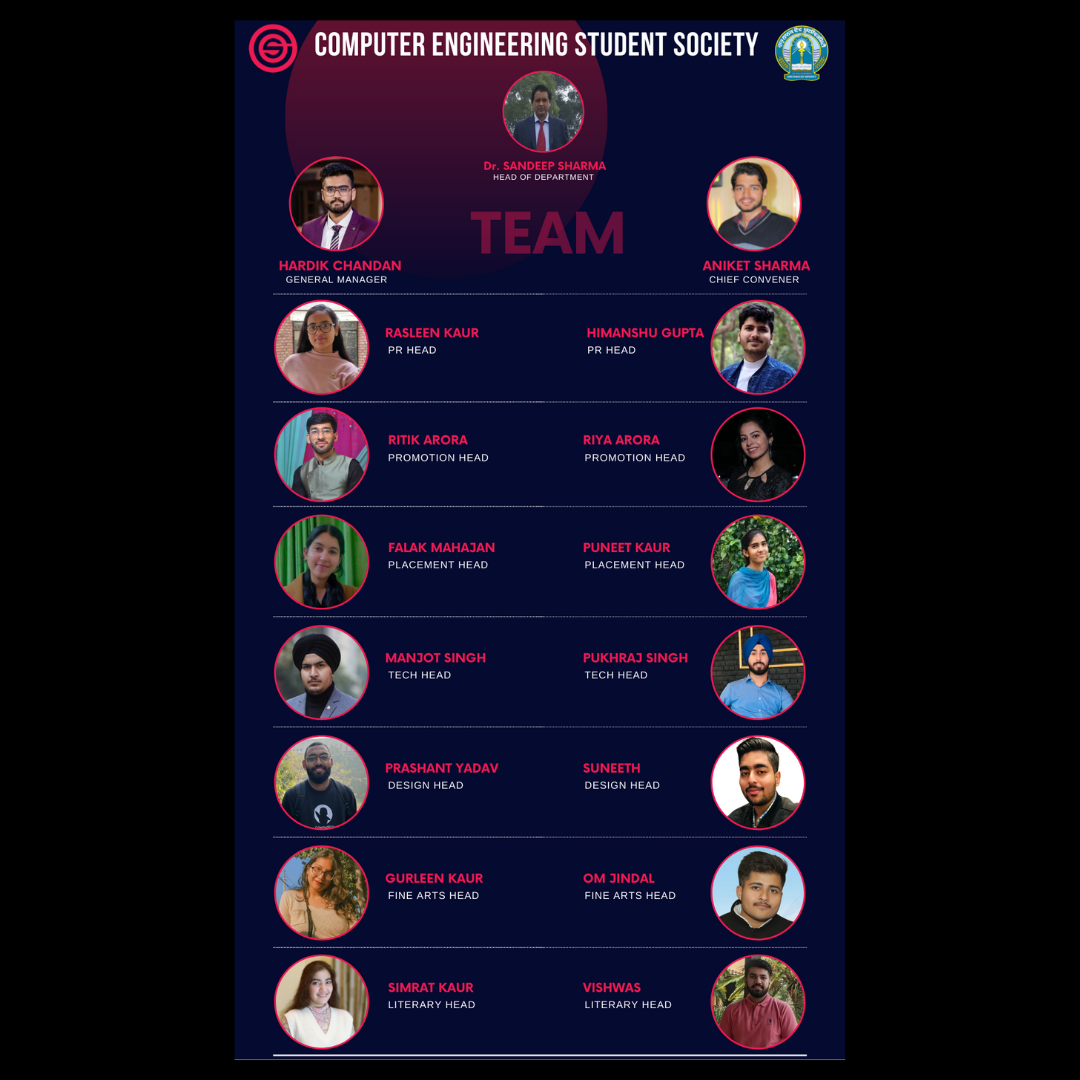 COMPUTER ENGINEERING STUDENT SOCIETY
Dr. SANDEEP SHARMA
HEAD OF DEPARTMENT
TEAM
HARDIK CHANDAN
GENERAL MANAGER
ANIKET SHARMA
CHIEF CONVENER
RASLEEN KAUR
PR HEAD
HIMANSHU GUPTA
PR HEAD
RITIK ARORA
PROMOTION HEAD
RIYA ARORA
PROMOTION HEAD
FALAK MAHAJAN
PLACEMENT HEAD
PUNEET KAUR
PLACEMENT HEAD
MANJOT SINGH
TECH HEAD
PUKHRAJ SINGH
TECH HEAD
PRASHANT YADAV
DESIGN HEAD
SUNEETH
DESIGN HEAD
GURLEEN KAUR
FINE ARTS HEAD
OM JINDAL
FINE ARTS HEAD
SIMRAT KAUR
LITERARY HEAD
VISHWAS
LITERARY HEAD